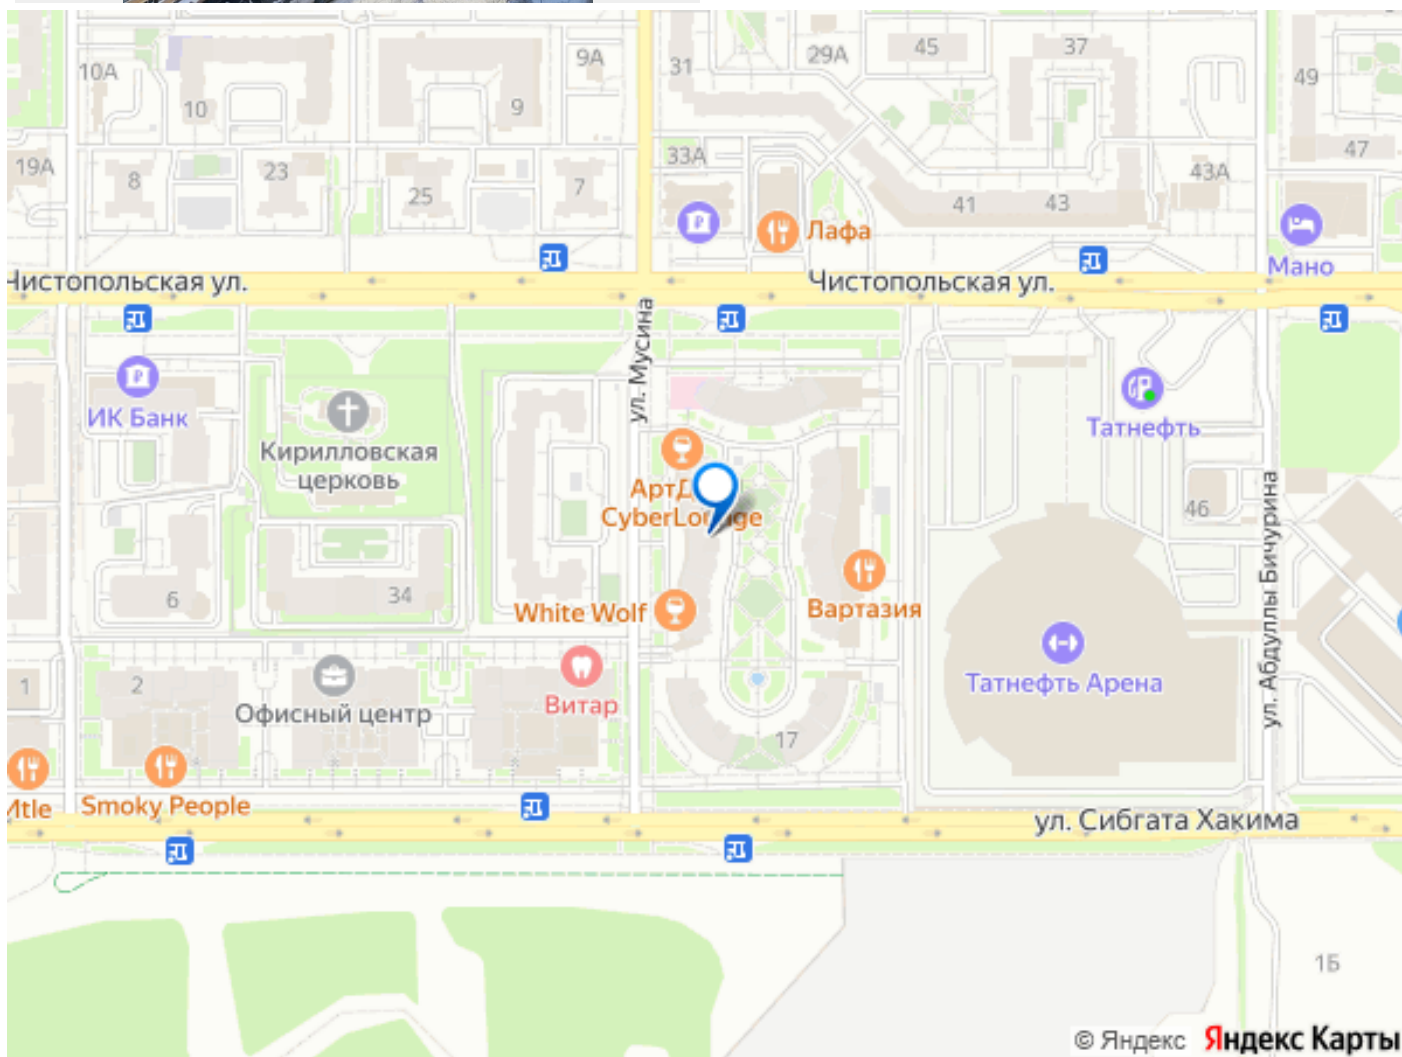 31
29А
45
37
10А
9А
49
10
9
33А
47
19А
8
23
25
7
43А
41
43
Лафа
Мано
Чистопольская ул.
Чистопольская ул.
ул. Мусина
ИК Банк
Татнефть
Кирилловская
церковь
CyberLounge
46
ул. Абдуллы Бичурина
6
34
White Wolf
Вартазия
1
2
Офисный центр
Витар
Татнефть Арена
17
Smoky People
ул. Сибгата Хакима
1Б
© Яндекс Яндекс Карты